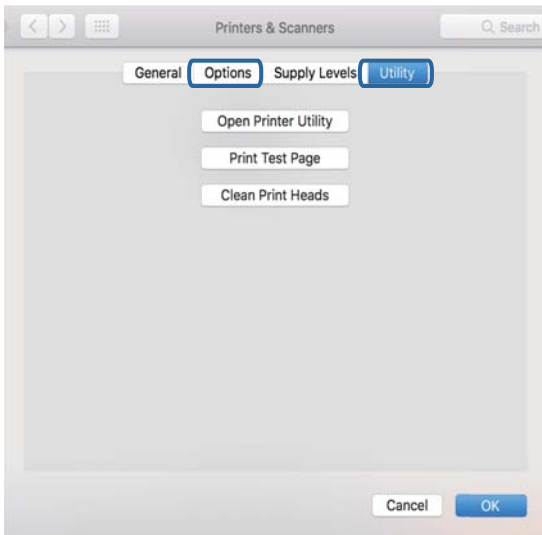 Printers & Scanners Search
General Options Supply Levels Utility
Open Printer Utility
Print Test Page
Clean Print Heads
Cancel OK